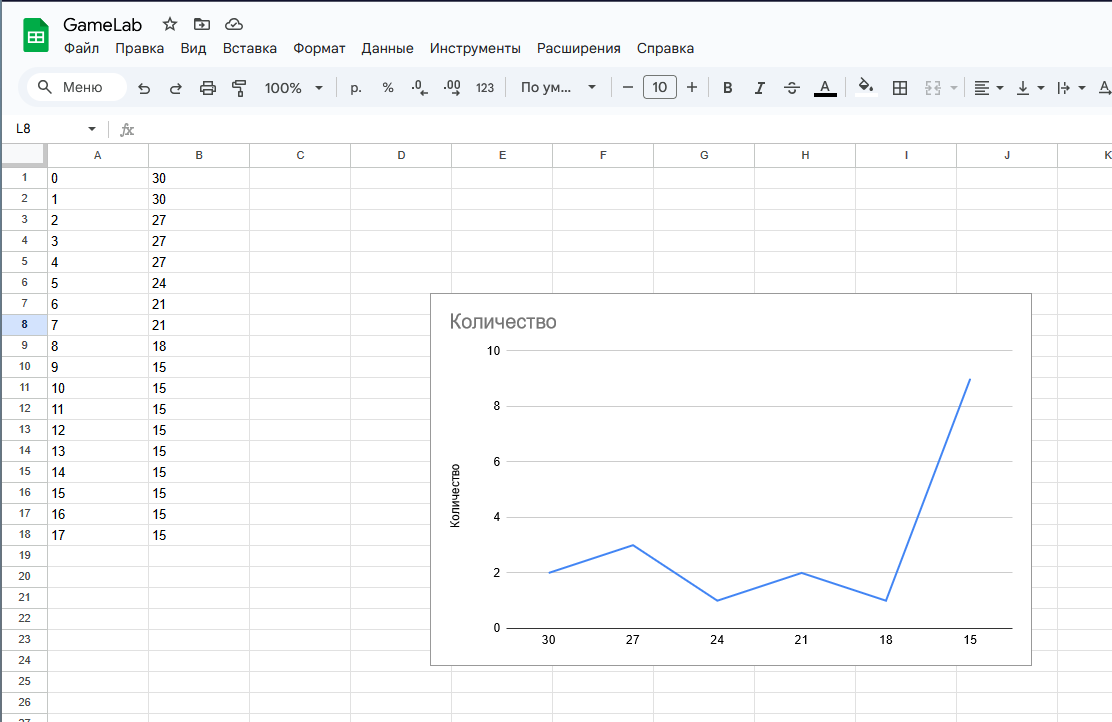 GameLab
Файл Правка Вид Вставка Формат Данные Инструменты Расширения Справка
Меню 100% р. % .0 .00 123 По ум... 10 B I S A A
L8 fx
A B C D E F G H I J K
1 0 30
2 1 30
3 2 27
4 3 27
5 4 27
6 5 24
7 6 21
8 7 21
9 8 18
10 9 15
11 10 15
12 11 15
13 12 15
14 13 15
15 14 15
16 15 15
17 16 15
18 17 15
19
20
21
22
23
24
25
26
27
Количество
10
8
6
4
2
0
Количество
30 27 24 21 18 15